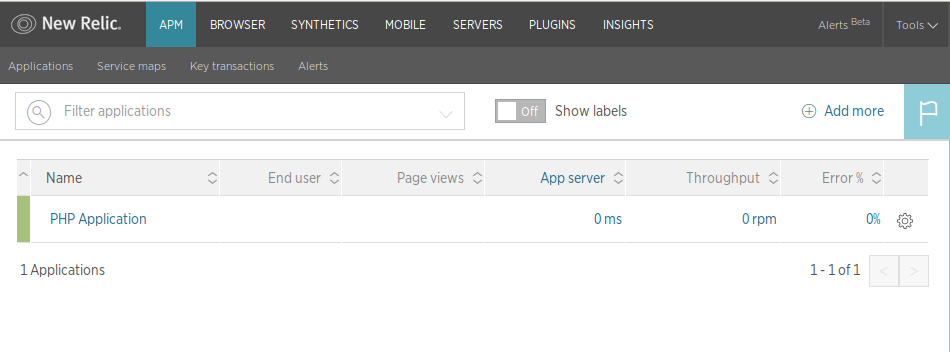 New Relic. APM BROWSER SYNTHETICS MOBILE SERVERS PLUGINS INSIGHTS Alerts Beta Tools
Applications Service maps Key transactions Alerts
Filter applications Off Show labels Add more
Name End user Page views App server Throughput Error %
PHP Application 0 ms 0 rpm 0%
1 Applications 1 - 1 of 1 < >